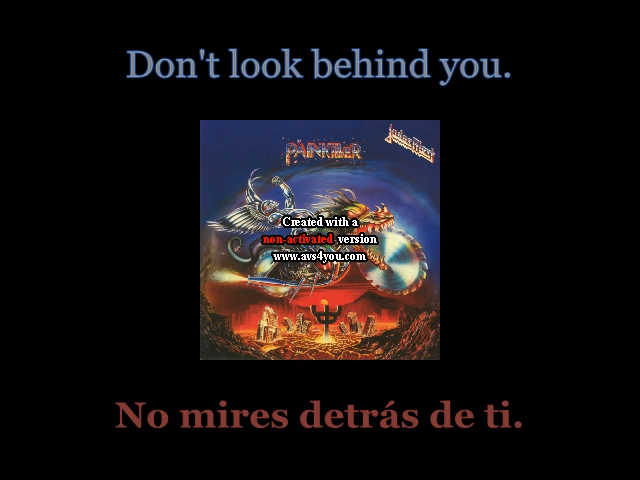 Don't look behind you.
PAINKILLER
Judas Priest
Created with a
non-activated version
www.avs4you.com
No mires detrás de ti.